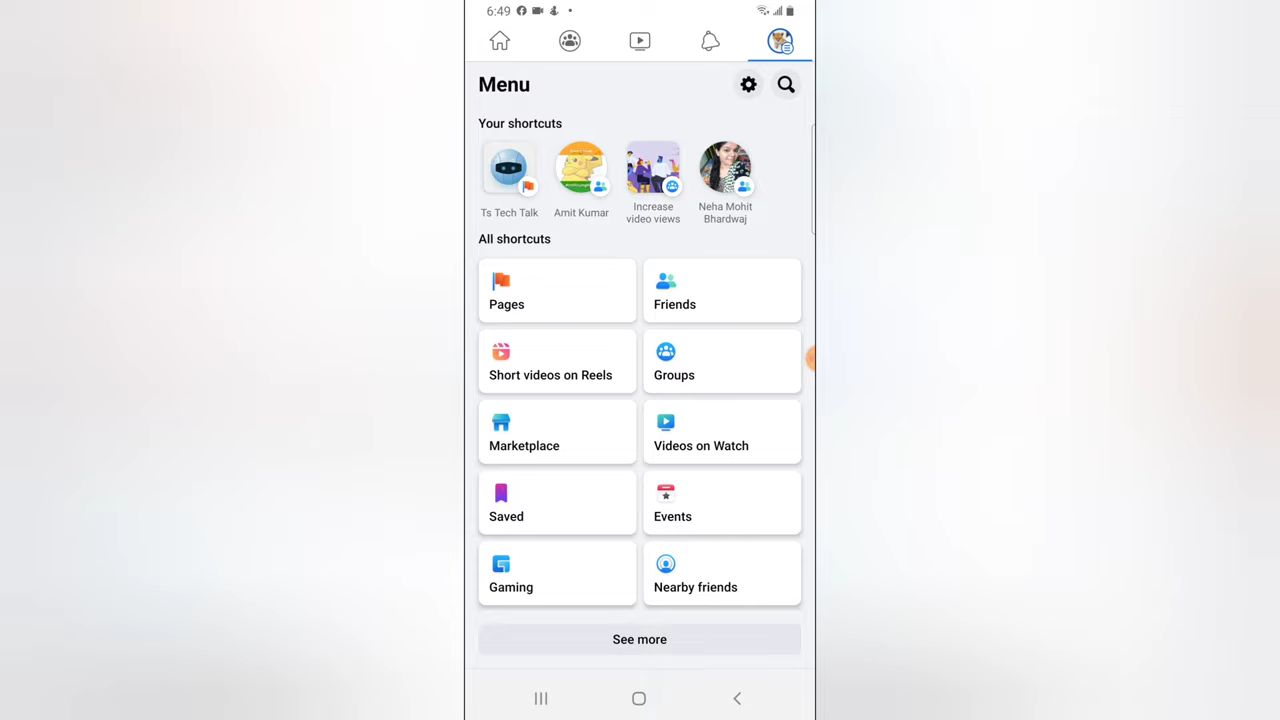 6:49
Menu
Your shortcuts
Ts Tech Talk
Amit Kumar
Increase
video views
Neha Mohit
Bhardwaj
All shortcuts
Pages
Friends
Short videos on Reels
Groups
Marketplace
Videos on Watch
Saved
Events
Gaming
Nearby friends
See more